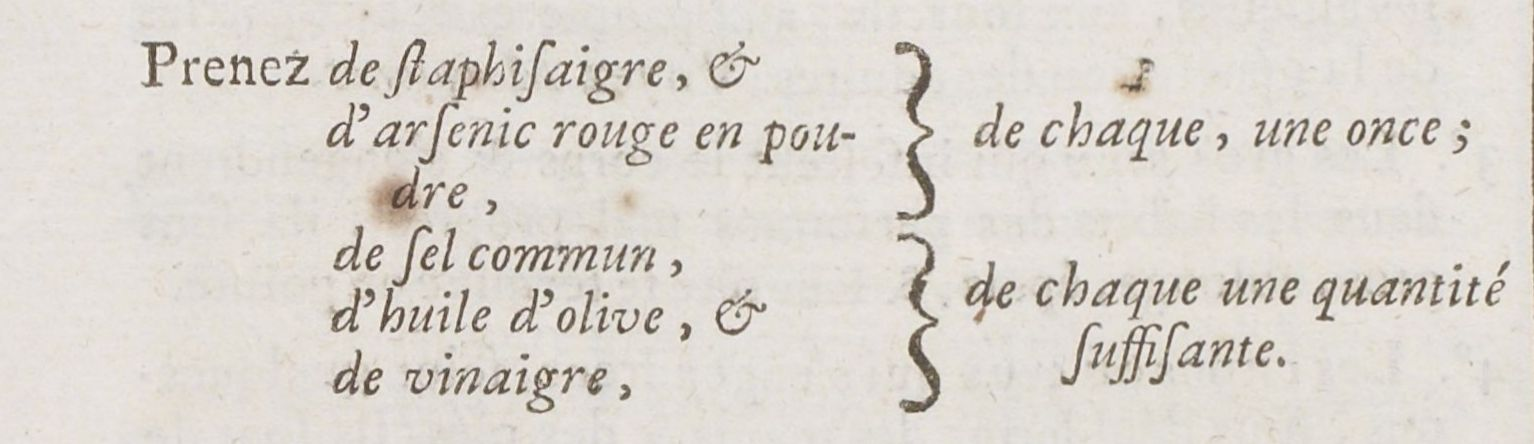 Prenez de ſtaphiſaigre, &
d'arſenic rouge en pou-
dre,
de chaque, une once;
de ſel commun,
d'huile d'olive, &
de vinaigre,
de chaque une quantité
ſuffiſante.